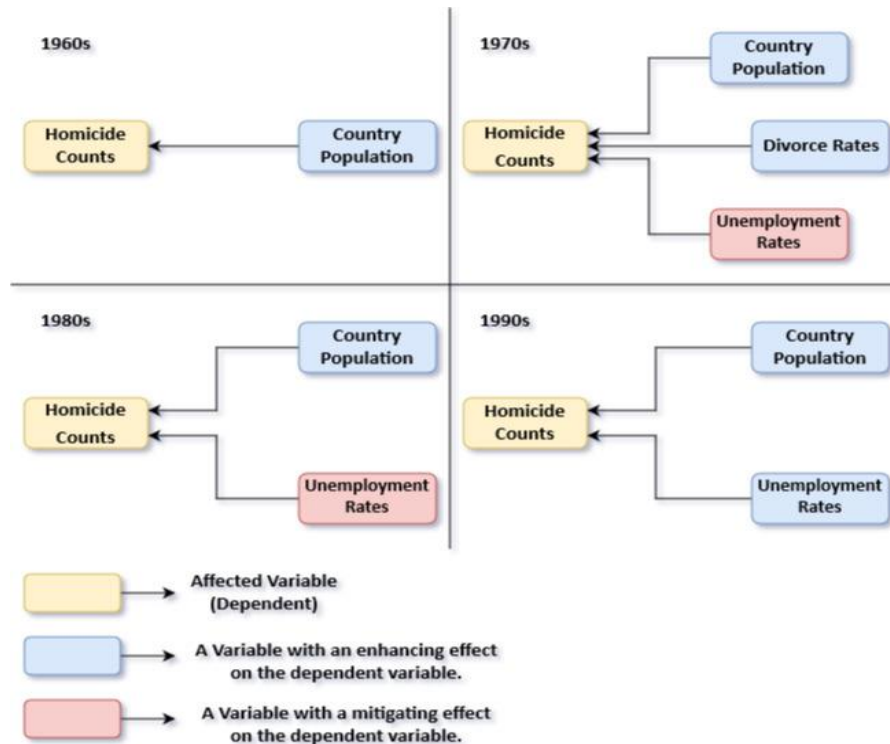 1960s
Homicide
Counts
Country
Population
1970s
Homicide
Counts
Country
Population
Divorce Rates
Unemployment
Rates
1980s
Homicide
Counts
Country
Population
Unemployment
Rates
1990s
Homicide
Counts
Country
Population
Unemployment
Rates
Affected Variable
(Dependent)
A Variable with an enhancing effect
on the dependent variable.
A Variable with a mitigating effect
on the dependent variable.